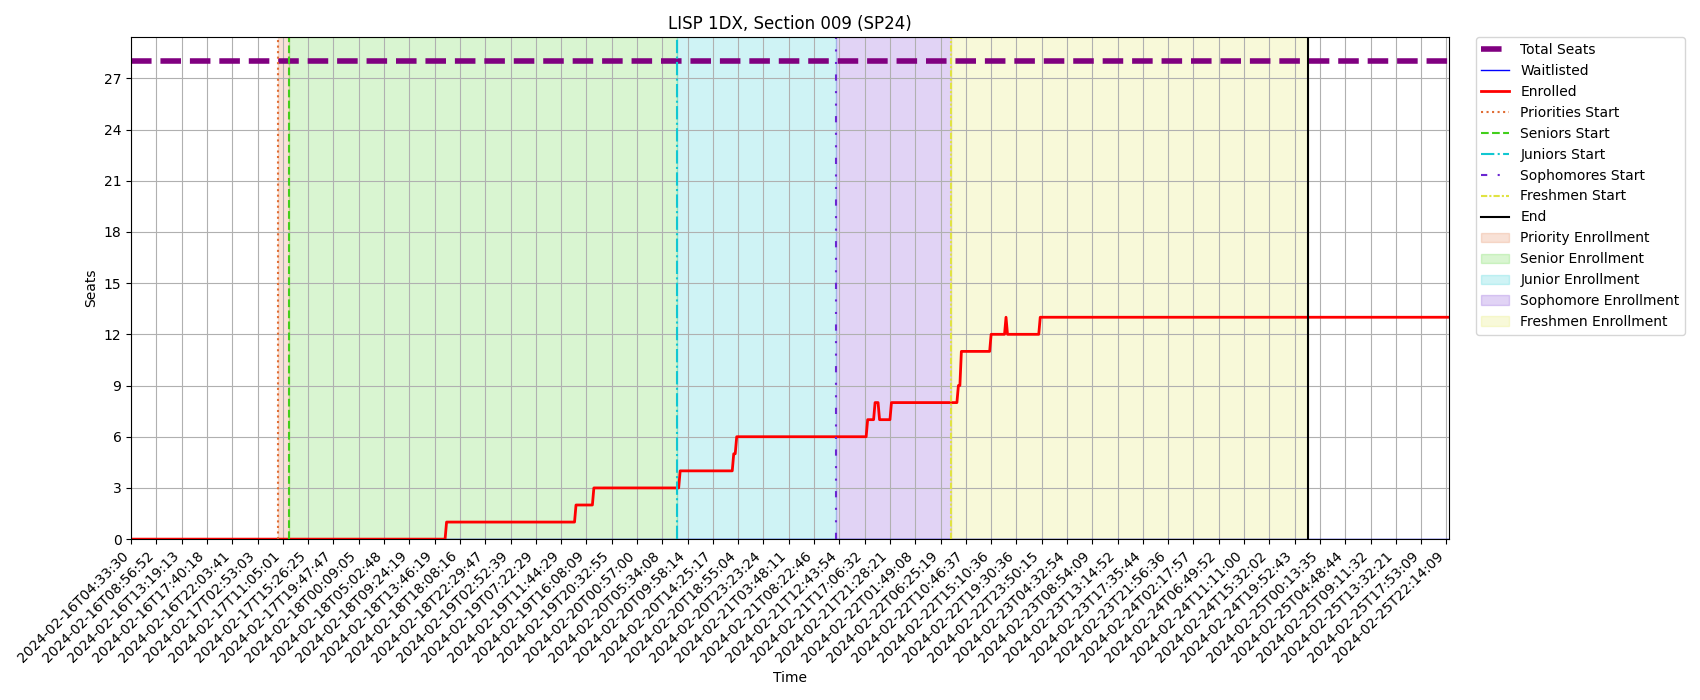 LISP 1DX, Section 009 (SP24)
Total Seats
Waitlisted
Enrolled
Priorities Start
Seniors Start
Juniors Start
Sophomores Start
Freshmen Start
End
Priority Enrollment
Senior Enrollment
Junior Enrollment
Sophomore Enrollment
Freshmen Enrollment
Seats
27
24
21
18
15
12
9
6
3
0
2024-02-16T04:33:30
2024-02-16T08:56:52
2024-02-16T13:19:13
2024-02-16T17:40:18
2024-02-16T22:03:41
2024-02-17T02:53:03
2024-02-17T11:05:01
2024-02-17T15:26:25
2024-02-17T19:47:47
2024-02-18T00:09:05
2024-02-18T05:02:48
2024-02-18T09:24:19
2024-02-18T13:46:19
2024-02-18T18:08:16
2024-02-18T22:29:47
2024-02-19T02:52:39
2024-02-19T07:22:29
2024-02-19T11:44:29
2024-02-19T16:08:09
2024-02-19T20:32:55
2024-02-20T00:57:00
2024-02-20T05:34:08
2024-02-20T09:58:14
2024-02-20T14:25:17
2024-02-20T18:55:04
2024-02-20T23:23:24
2024-02-21T03:48:11
2024-02-21T08:22:46
2024-02-21T12:43:54
2024-02-21T17:06:32
2024-02-21T21:28:21
2024-02-22T01:49:08
2024-02-22T06:25:19
2024-02-22T10:46:37
2024-02-22T15:10:36
2024-02-22T19:30:36
2024-02-22T23:50:15
2024-02-23T04:32:54
2024-02-23T08:54:09
2024-02-23T13:14:52
2024-02-23T17:35:44
2024-02-23T21:56:36
2024-02-24T02:17:57
2024-02-24T06:49:52
2024-02-24T11:11:00
2024-02-24T15:32:02
2024-02-24T19:52:43
2024-02-25T00:13:35
2024-02-25T04:48:44
2024-02-25T09:11:32
2024-02-25T13:32:21
2024-02-25T17:53:09
2024-02-25T22:14:09
Time